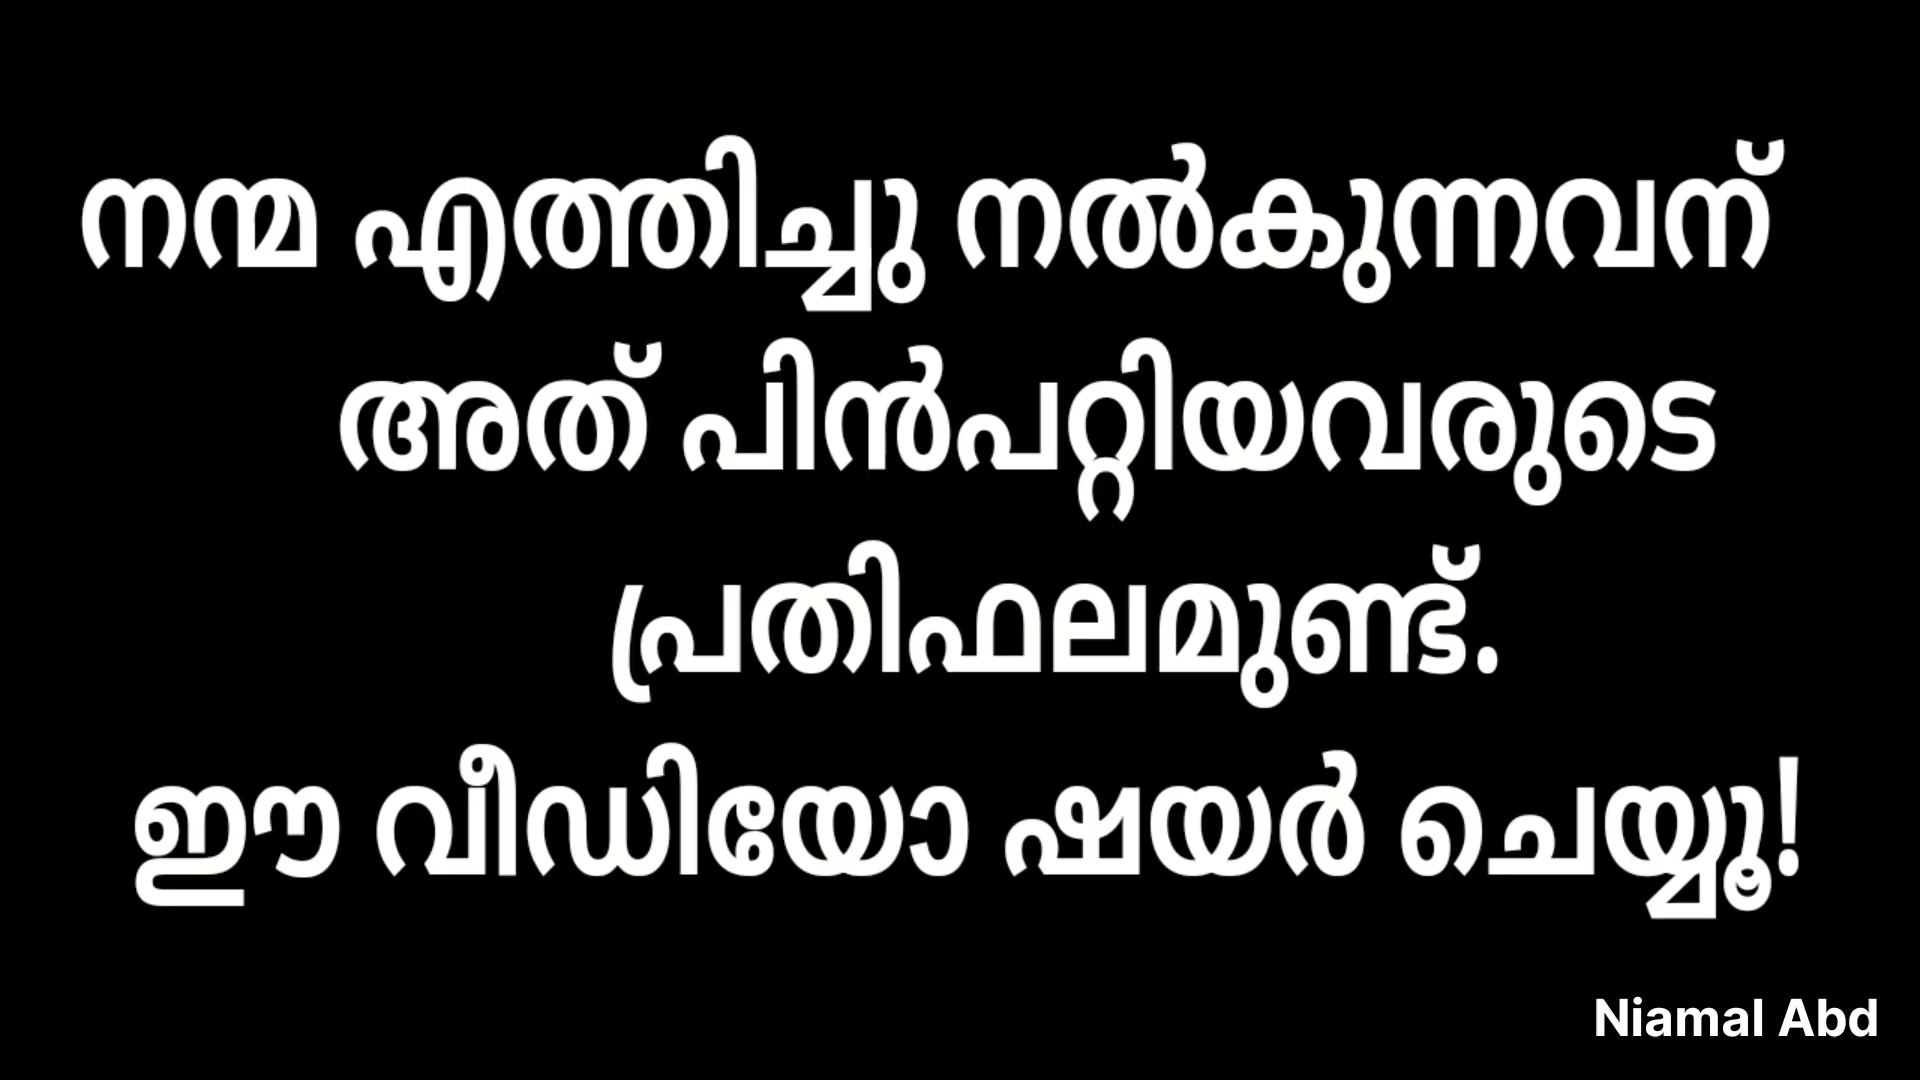 നന്മ എത്തിച്ചു നൽകുന്നവന്
അത് പിൻപറ്റിയവരുടെ
പ്രതിഫലമുണ്ട്.
ഈ വീഡിയോ ഷയർ ചെയ്യൂ!
Niamal Abd